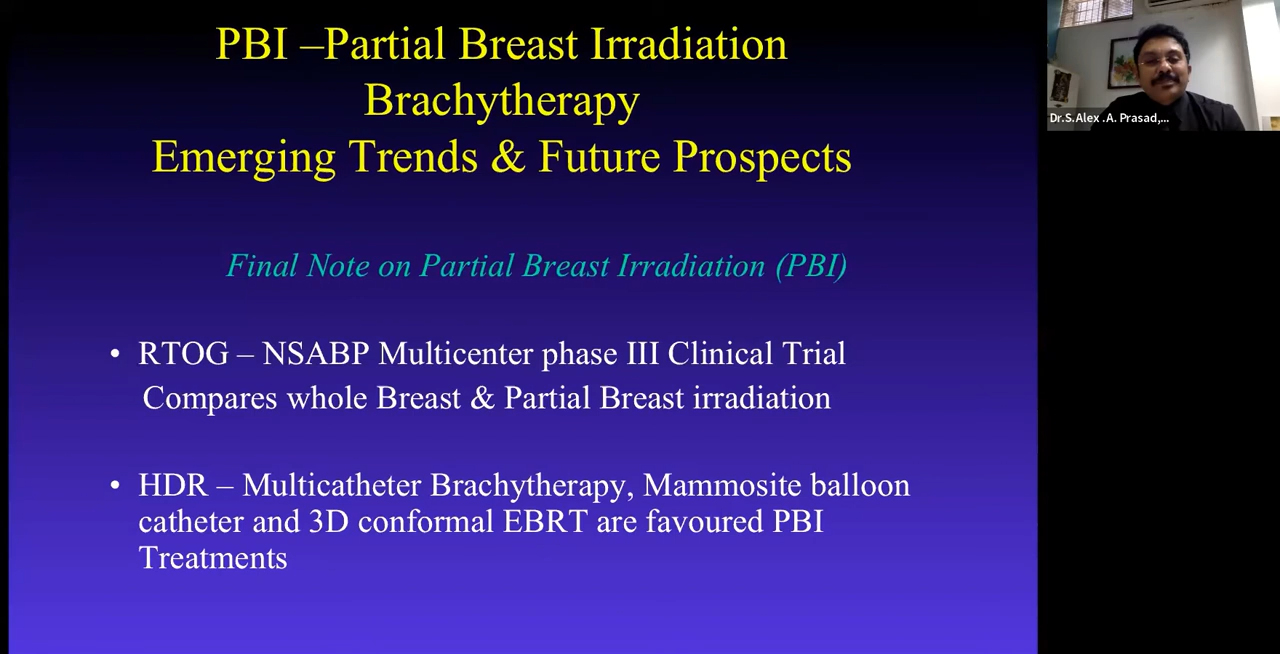 PBI –Partial Breast Irradiation
Brachytherapy
Emerging Trends & Future Prospects
Final Note on Partial Breast Irradiation (PBI)
• RTOG – NSABP Multicenter phase III Clinical Trial
Compares whole Breast & Partial Breast irradiation
• HDR – Multicatheter Brachytherapy, Mammosite balloon
catheter and 3D conformal EBRT are favoured PBI
Treatments
Dr.S.Alex .A. Prasad,...